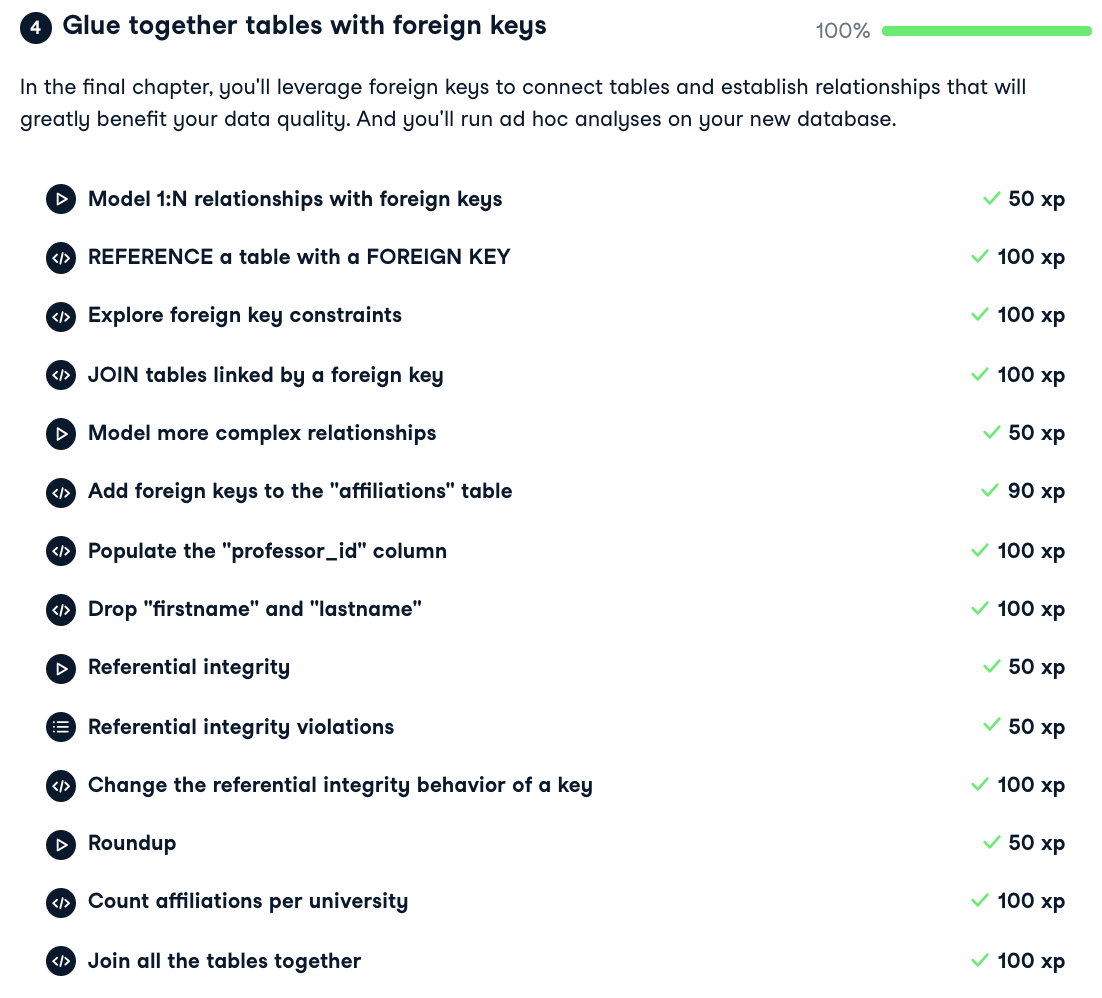 4 Glue together tables with foreign keys 100%
In the final chapter, you'll leverage foreign keys to connect tables and establish relationships that will
greatly benefit your data quality. And you'll run ad hoc analyses on your new database.
Model 1:N relationships with foreign keys 50 xp
REFERENCE a table with a FOREIGN KEY 100 xp
Explore foreign key constraints 100 xp
JOIN tables linked by a foreign key 100 xp
Model more complex relationships 50 xp
Add foreign keys to the "affiliations" table 90 xp
Populate the "professor_id" column 100 xp
Drop "firstname" and "lastname" 100 xp
Referential integrity 50 xp
Referential integrity violations 50 xp
Change the referential integrity behavior of a key 100 xp
Roundup 50 xp
Count affiliations per university 100 xp
Join all the tables together 100 xp